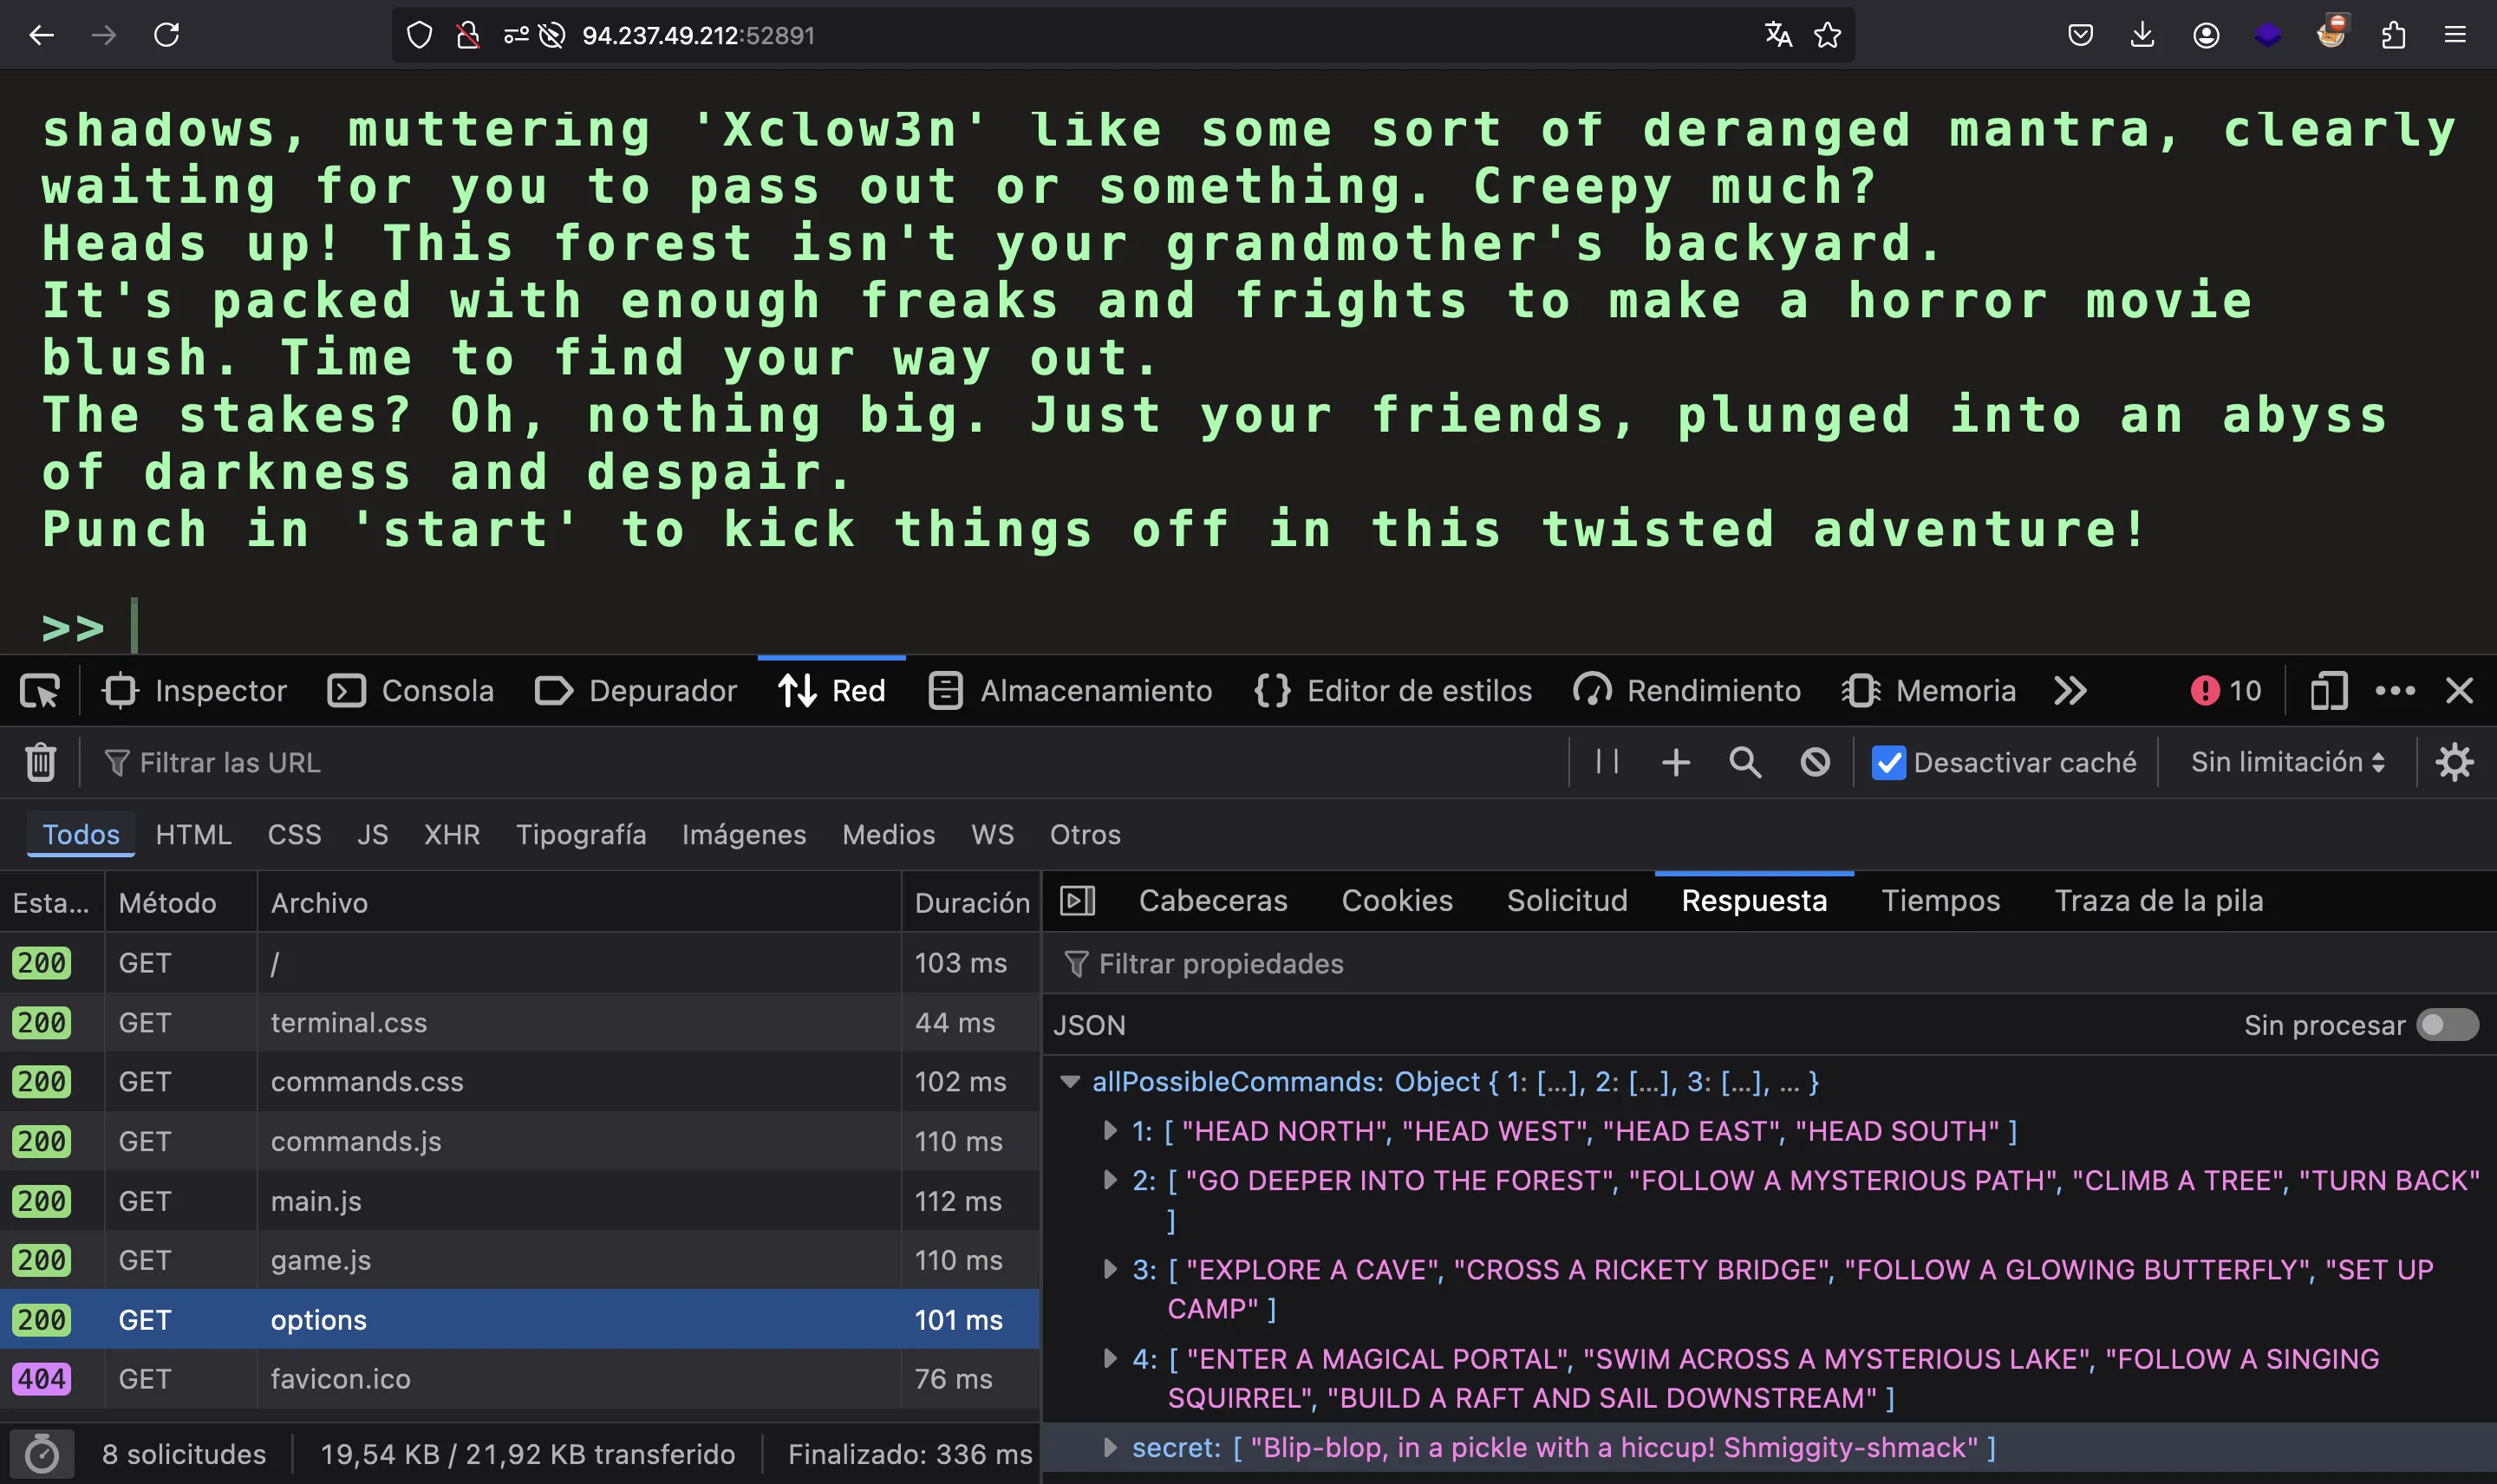 94.237.49.212:52891
shadows, muttering 'Xclow3n' like some sort of deranged mantra, clearly
waiting for you to pass out or something. Creepy much?
Heads up! This forest isn't your grandmother's backyard.
It's packed with enough freaks and frights to make a horror movie
blush. Time to find your way out.
The stakes? Oh, nothing big. Just your friends, plunged into an abyss
of darkness and despair.
Punch in 'start' to kick things off in this twisted adventure!
>>
Inspector Consola Depurador Red Almacenamiento Editor de estilos Rendimiento Memoria 10
Filtrar las URL Desactivar caché Sin limitación
Todos HTML CSS JS XHR Tipografía Imágenes Medios WS Otros
Esta... Método Archivo Duración
200 GET / 103 ms
200 GET terminal.css 44 ms
200 GET commands.css 102 ms
200 GET commands.js 110 ms
200 GET main.js 112 ms
200 GET game.js 110 ms
200 GET options 101 ms
404 GET favicon.ico 76 ms
8 solicitudes 19,54 KB / 21,92 KB transferido Finalizado: 336 ms
Cabeceras Cookies Solicitud Respuesta Tiempos Traza de la pila
Filtrar propiedades
JSON Sin procesar
allPossibleCommands: Object { 1: […], 2: […], 3: […], … }
1: [ "HEAD NORTH", "HEAD WEST", "HEAD EAST", "HEAD SOUTH" ]
2: [ "GO DEEPER INTO THE FOREST", "FOLLOW A MYSTERIOUS PATH", "CLIMB A TREE", "TURN BACK"
]
3: [ "EXPLORE A CAVE", "CROSS A RICKETY BRIDGE", "FOLLOW A GLOWING BUTTERFLY", "SET UP
CAMP" ]
4: [ "ENTER A MAGICAL PORTAL", "SWIM ACROSS A MYSTERIOUS LAKE", "FOLLOW A SINGING
SQUIRREL", "BUILD A RAFT AND SAIL DOWNSTREAM" ]
secret: [ "Blip-blop, in a pickle with a hiccup! Shmiggity-shmack" ]